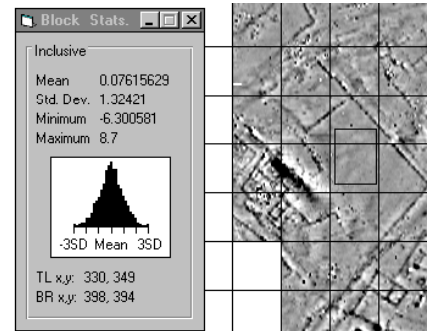 Block Stats.
Inclusive
Mean 0.07615629
Std. Dev. 1.32421
Minimum -6.300581
Maximum 8.7
-3SD Mean 3SD
TL x,y: 330, 349
BR x,y: 398, 394